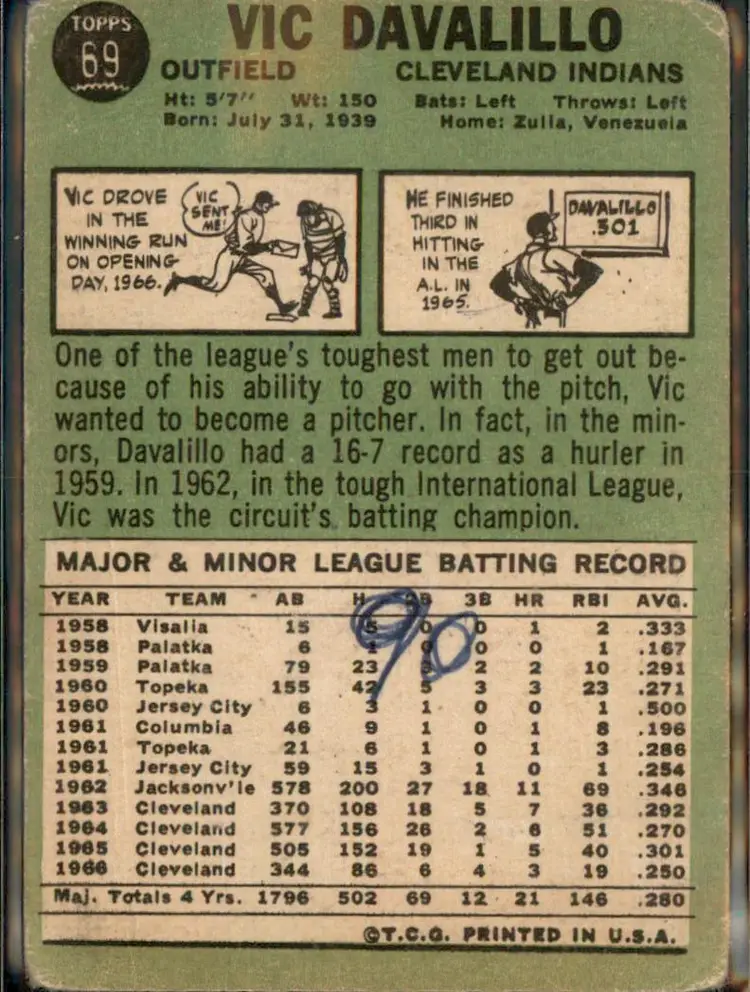 TOPPS
69
VIC DAVALILLO
OUTFIELD CLEVELAND INDIANS
Ht: 5'7" Wt: 150 Bats: Left Throws: Left
Born: July 31, 1939 Home: Zulia, Venezuela
VIC DROVE
IN THE
WINNING RUN
ON OPENING
DAY, 1966.
VIC
SENT
ME!
HE FINISHED
THIRD IN
HITTING
IN THE
A.L. IN
1965.
DAVALILLO
.301
One of the league's toughest men to get out be-
cause of his ability to go with the pitch, Vic
wanted to become a pitcher. In fact, in the min-
ors, Davalillo had a 16-7 record as a hurler in
1959. In 1962, in the tough International League,
Vic was the circuit's batting champion.
MAJOR & MINOR LEAGUE BATTING RECORD
YEAR TEAM AB H 2B 3B HR RBI AVG.
90
1958 Visalia 15 5 0 0 1 2 .333
1958 Palatka 6 1 0 0 0 1 .167
1959 Palatka 79 23 2 2 10 .291
1960 Topeka 155 42 5 3 3 23 .271
1960 Jersey City 6 3 1 0 0 1 .500
1961 Columbia 46 9 1 0 1 8 .196
1961 Topeka 21 6 1 0 1 3 .286
1961 Jersey City 59 15 3 1 0 1 .254
1962 Jacksonv'le 578 200 27 18 11 69 .346
1963 Cleveland 370 108 18 5 7 36 .292
1964 Cleveland 577 156 26 2 6 51 .270
1965 Cleveland 505 152 19 1 5 40 .301
1966 Cleveland 344 86 6 4 3 19 .250
Maj. Totals 4 Yrs. 1796 502 69 12 21 146 .280
©T.C.G. PRINTED IN U.S.A.